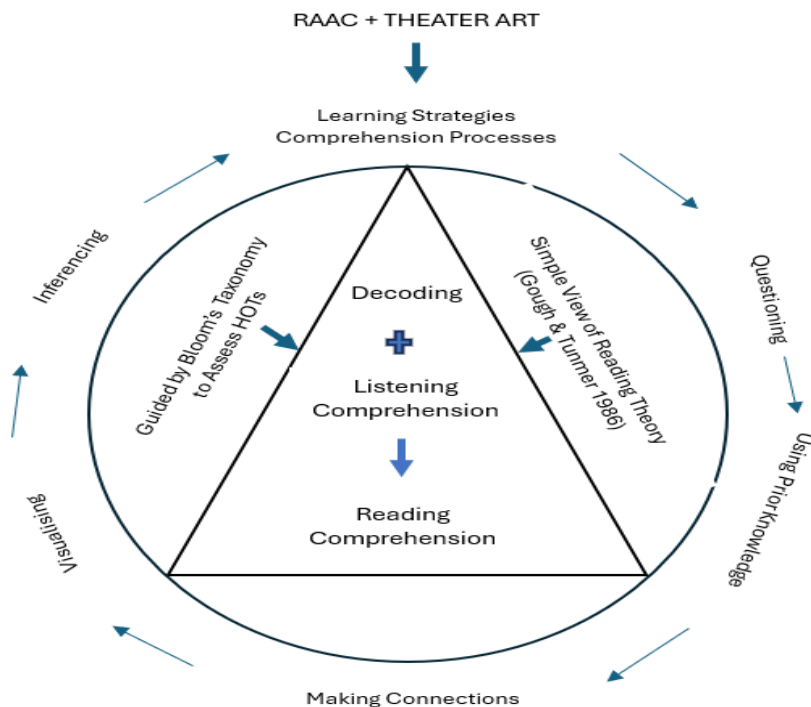 RAAC + THEATER ART
Learning Strategies
Comprehension Processes
Inferencing
Guided by Bloom's Taxonomy
to Assess HOTs
Decoding
+
Listening
Comprehension
Reading
Comprehension
Simple View of Reading Theory
(Gough & Tunmer 1986)
Questioning
Using Prior Knowledge
Visualising
Making Connections